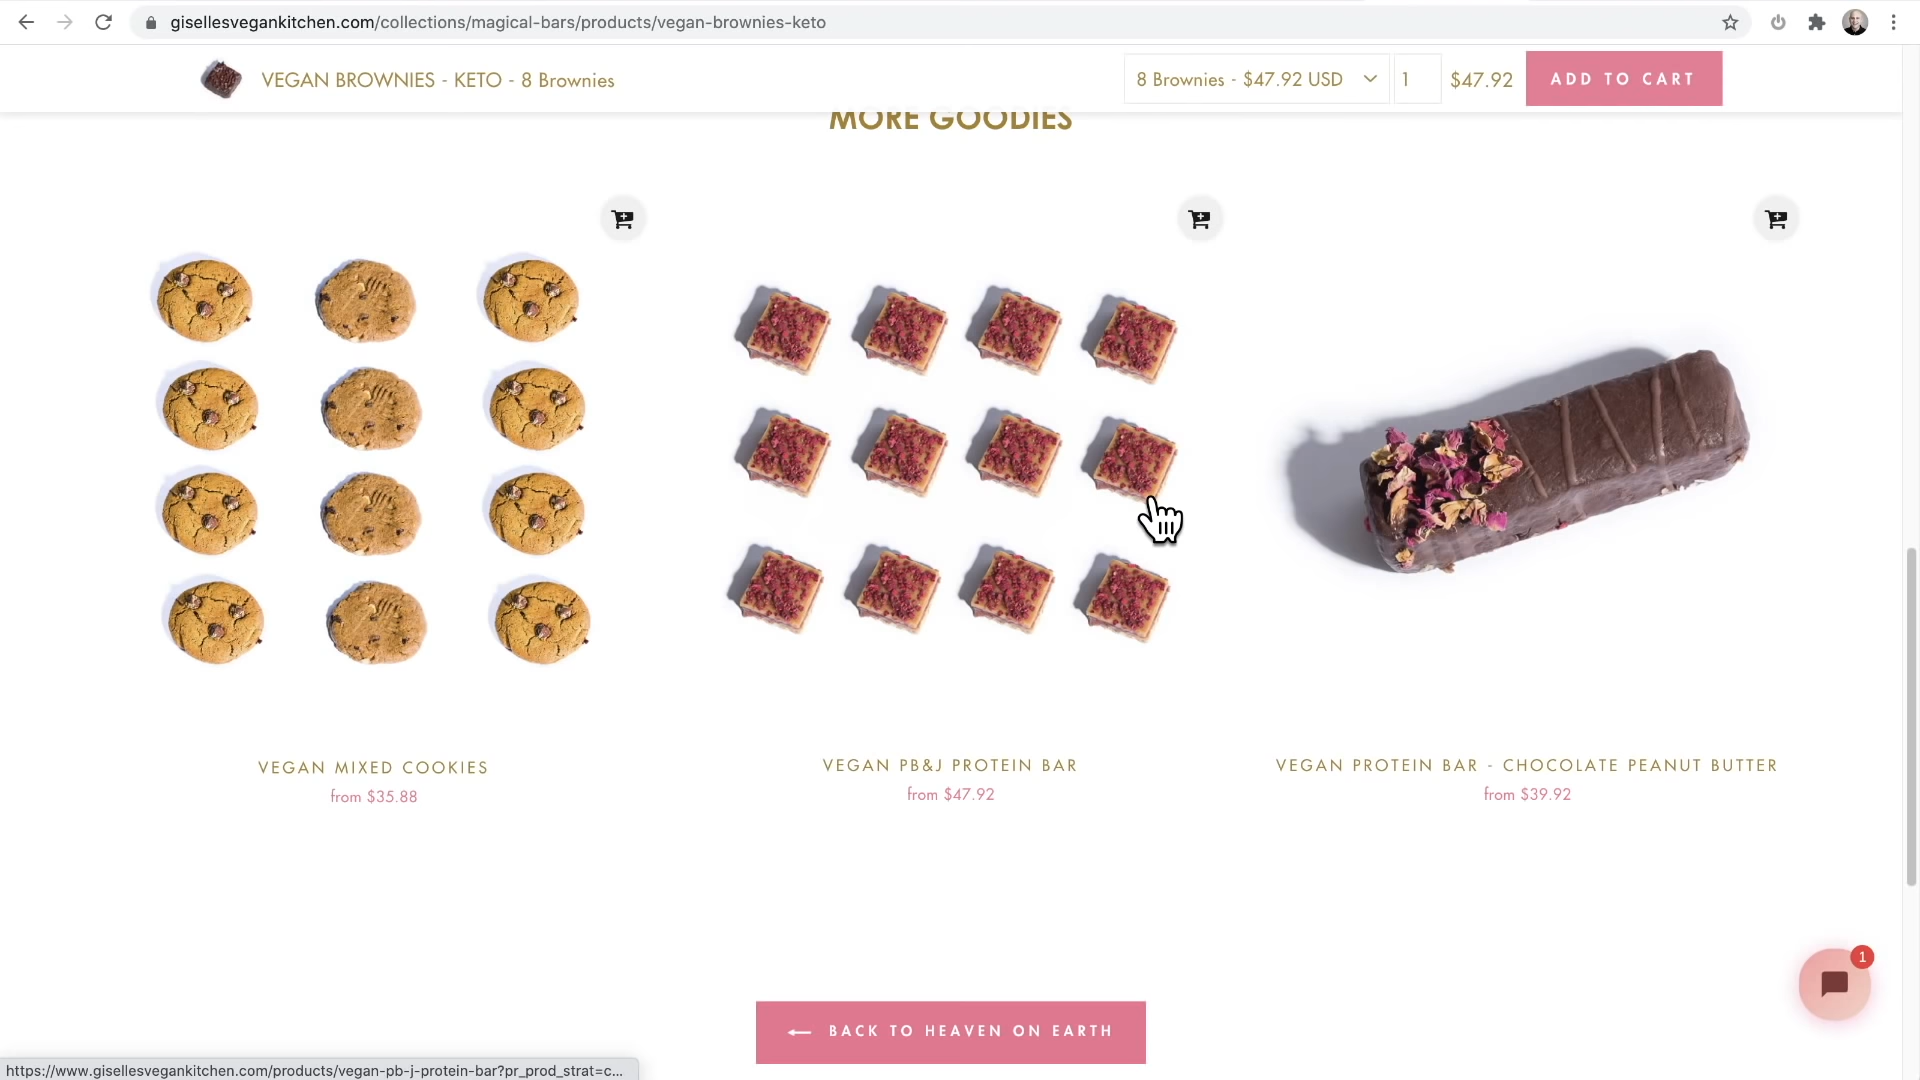 gisellesvegankitchen.com/collections/magical-bars/products/vegan-brownies-keto
VEGAN BROWNIES - KETO - 8 Brownies
8 Brownies - $47.92 USD
1
$47.92
ADD TO CART
MORE GOODIES
VEGAN MIXED COOKIES
from $35.88
VEGAN PB&J PROTEIN BAR
from $47.92
VEGAN PROTEIN BAR - CHOCOLATE PEANUT BUTTER
from $39.92
1
BACK TO HEAVEN ON EARTH
https://www.gisellesvegankitchen.com/products/vegan-pb-j-protein-bar?pr_prod_strat=c...